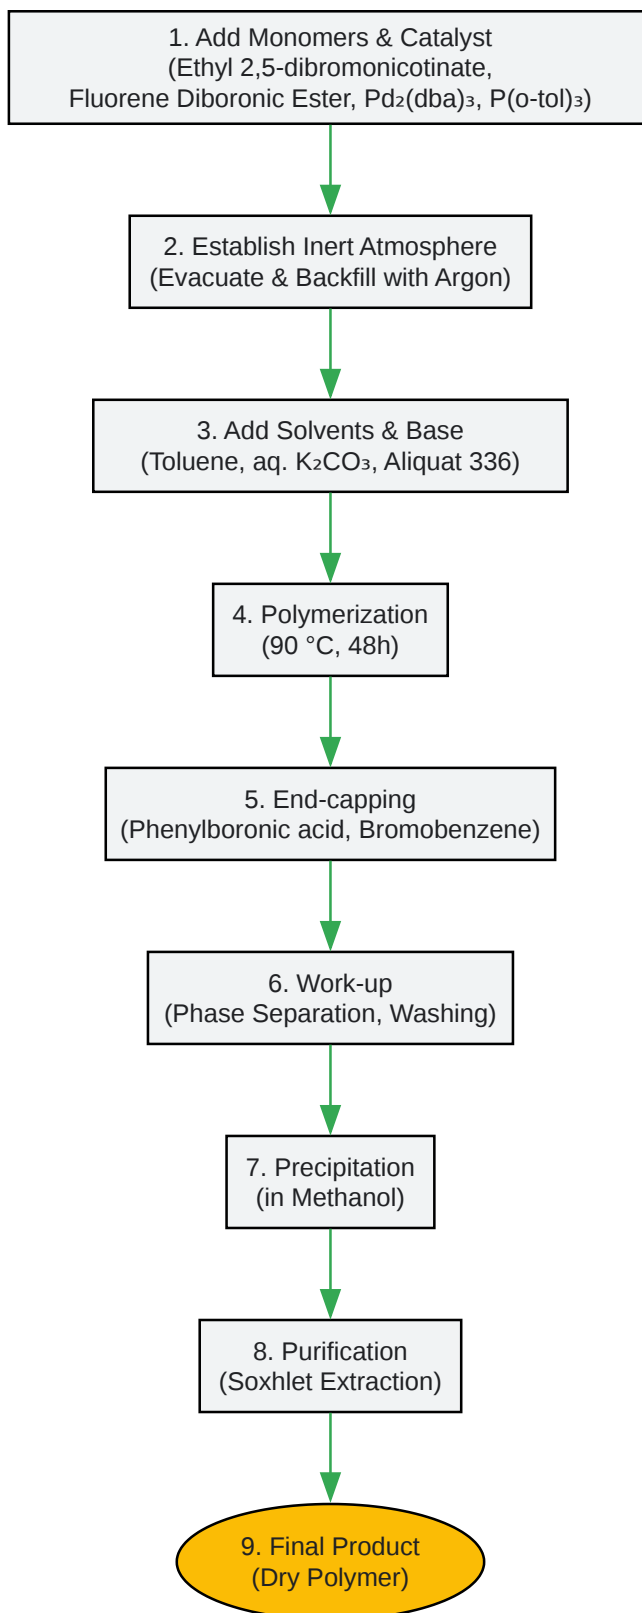 1. Add Monomers & Catalyst
(Ethyl 2,5-dibromonicotinate,
Fluorene Diboronic Ester, Pd₂(dba)₃, P(o-tol)₃)
2. Establish Inert Atmosphere
(Evacuate & Backfill with Argon)
3. Add Solvents & Base
(Toluene, aq. K₂CO₃, Aliquat 336)
4. Polymerization
(90 °C, 48h)
5. End-capping
(Phenylboronic acid, Bromobenzene)
6. Work-up
(Phase Separation, Washing)
7. Precipitation
(in Methanol)
8. Purification
(Soxhlet Extraction)
9. Final Product
(Dry Polymer)